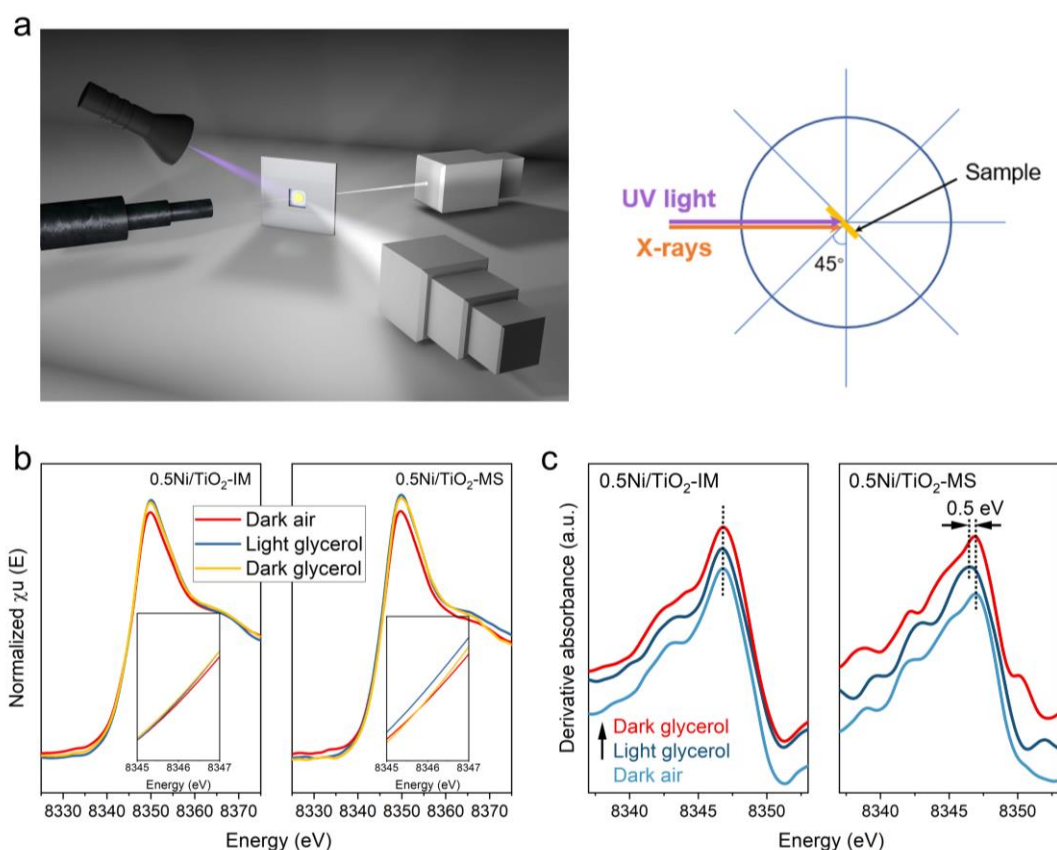 a
UV light
X-rays
Sample
45°
b
0.5Ni/TiO₂-IM
0.5Ni/TiO₂-MS
Dark air
Light glycerol
Dark glycerol
Normalized χu (E)
8345 8346 8347
Energy (eV)
8345 8346 8347
Energy (eV)
8330 8340 8350 8360 8370
8330 8340 8350 8360 8370
Energy (eV)
c
0.5Ni/TiO₂-IM
0.5Ni/TiO₂-MS
0.5 eV
Derivative absorbance (a.u.)
Dark glycerol
Light glycerol
Dark air
8340 8345 8350
8340 8345 8350
Energy (eV)